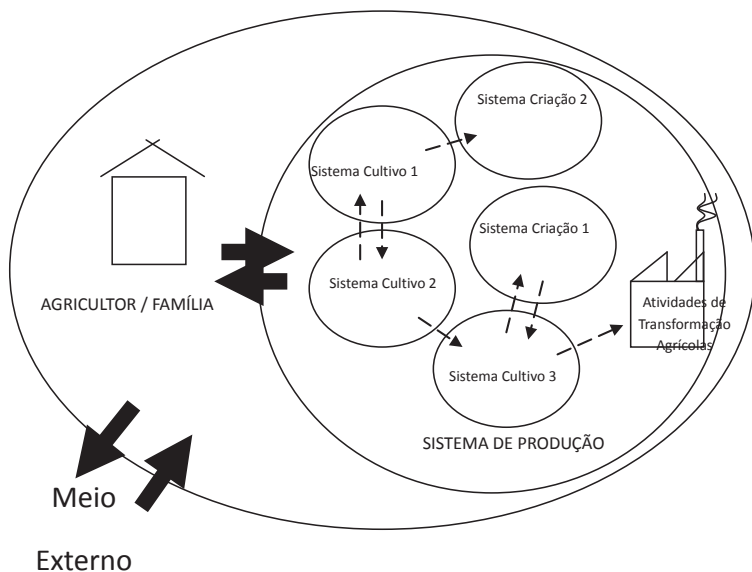 Sistema Criação 2
Sistema Cultivo 1
Sistema Criação 1
Sistema Cultivo 2
AGRICULTOR / FAMÍLIA
Atividades de
Transformação
Agrícolas
Sistema Cultivo 3
SISTEMA DE PRODUÇÃO
Meio
Externo